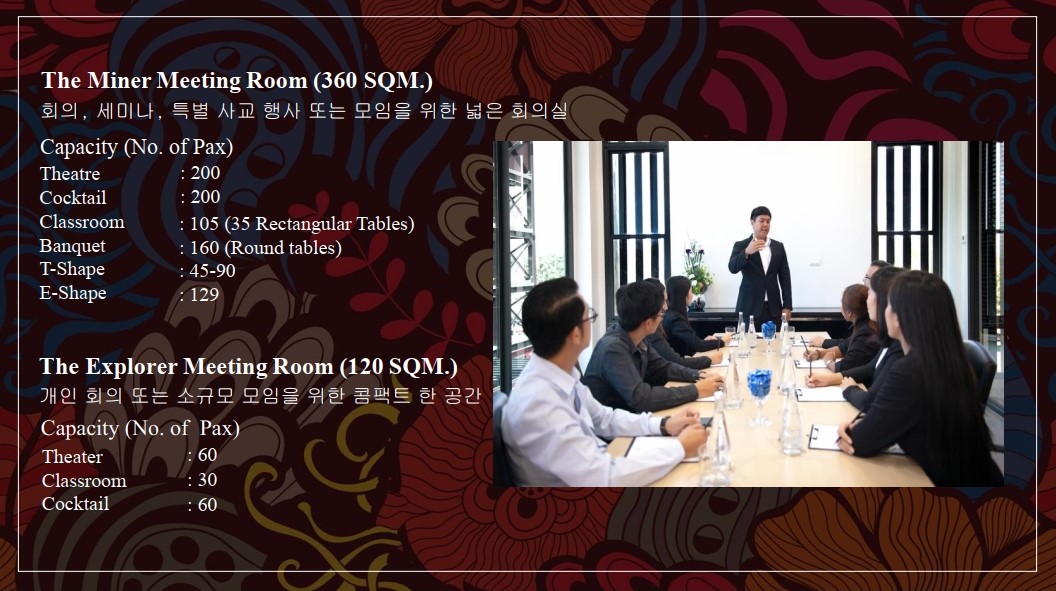 The Miner Meeting Room (360 SQM.)
회의, 세미나, 특별 사교 행사 또는 모임을 위한 넓은 회의실
Capacity (No. of Pax)
Theatre : 200
Cocktail : 200
Classroom : 105 (35 Rectangular Tables)
Banquet : 160 (Round tables)
T-Shape : 45-90
E-Shape : 129
The Explorer Meeting Room (120 SQM.)
개인 회의 또는 소규모 모임을 위한 콤팩트 한 공간
Capacity (No. of Pax)
Theater : 60
Classroom : 30
Cocktail : 60